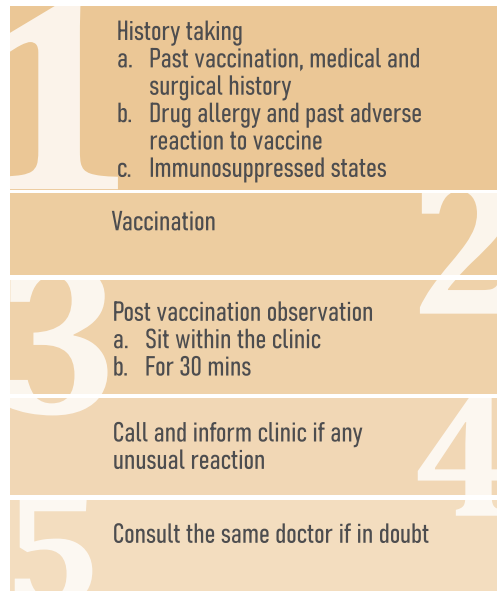 1
History taking
a. Past vaccination, medical and
surgical history
b. Drug allergy and past adverse
reaction to vaccine
c. Immunosuppressed states
2
Vaccination
3
Post vaccination observation
a. Sit within the clinic
b. For 30 mins
4
Call and inform clinic if any
unusual reaction
5
Consult the same doctor if in doubt